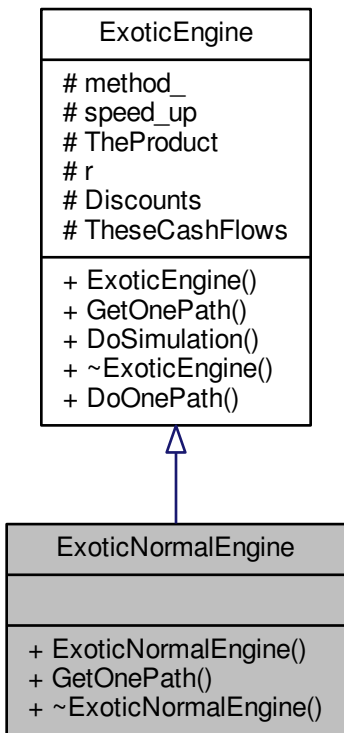 ExoticEngine
# method_
# speed_up
# TheProduct
# r
# Discounts
# TheseCashFlows
+ ExoticEngine()
+ GetOnePath()
+ DoSimulation()
+ ~ExoticEngine()
+ DoOnePath()
ExoticNormalEngine
+ ExoticNormalEngine()
+ GetOnePath()
+ ~ExoticNormalEngine()